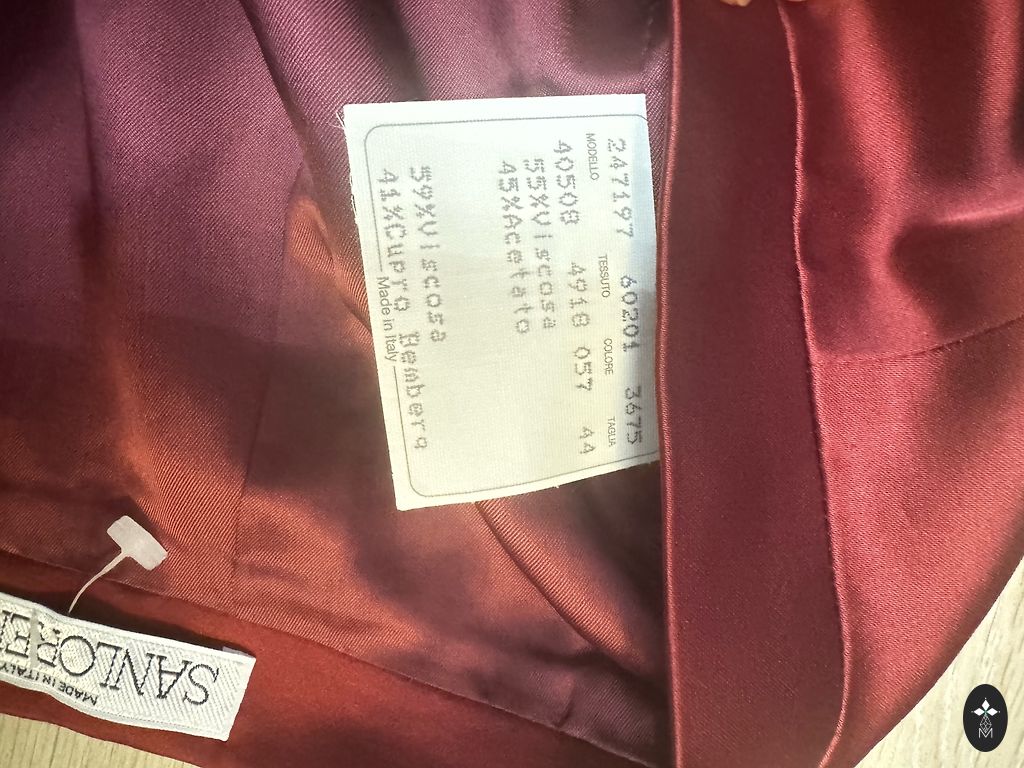 247197 60201 3675
MODELLO TESSUTO COLORE TAGLIA
40508 4918 057 44
55%Viscosa
45%Acetato
59%Viscosa
41%Cupro Bemberg
Made in Italy
SANLORE
MADE IN ITALY
M